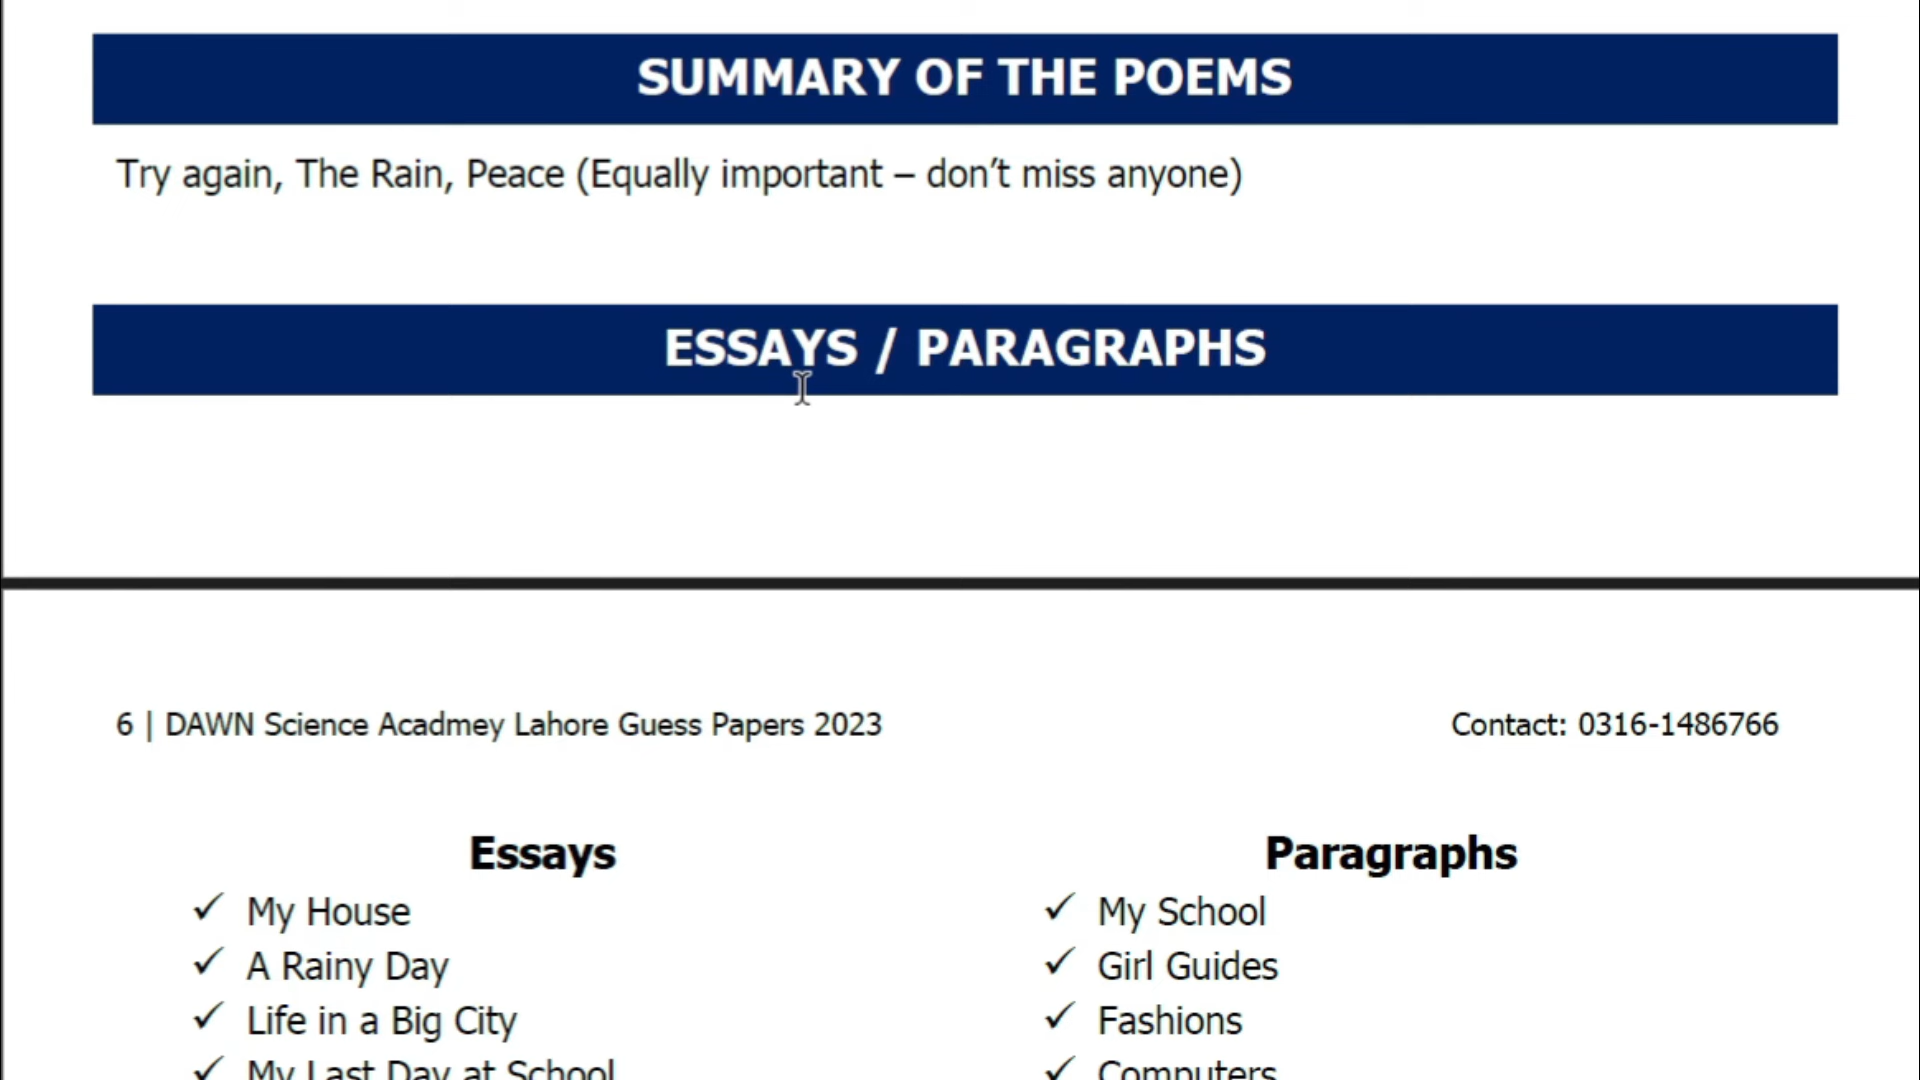 SUMMARY OF THE POEMS
Try again, The Rain, Peace (Equally important – don’t miss anyone)
ESSAYS / PARAGRAPHS
6 | DAWN Science Acadmey Lahore Guess Papers 2023
Contact: 0316-1486766
Essays
✓ My House
✓ A Rainy Day
✓ Life in a Big City
✓ My Last Day at School
Paragraphs
✓ My School
✓ Girl Guides
✓ Fashions
✓ Computers